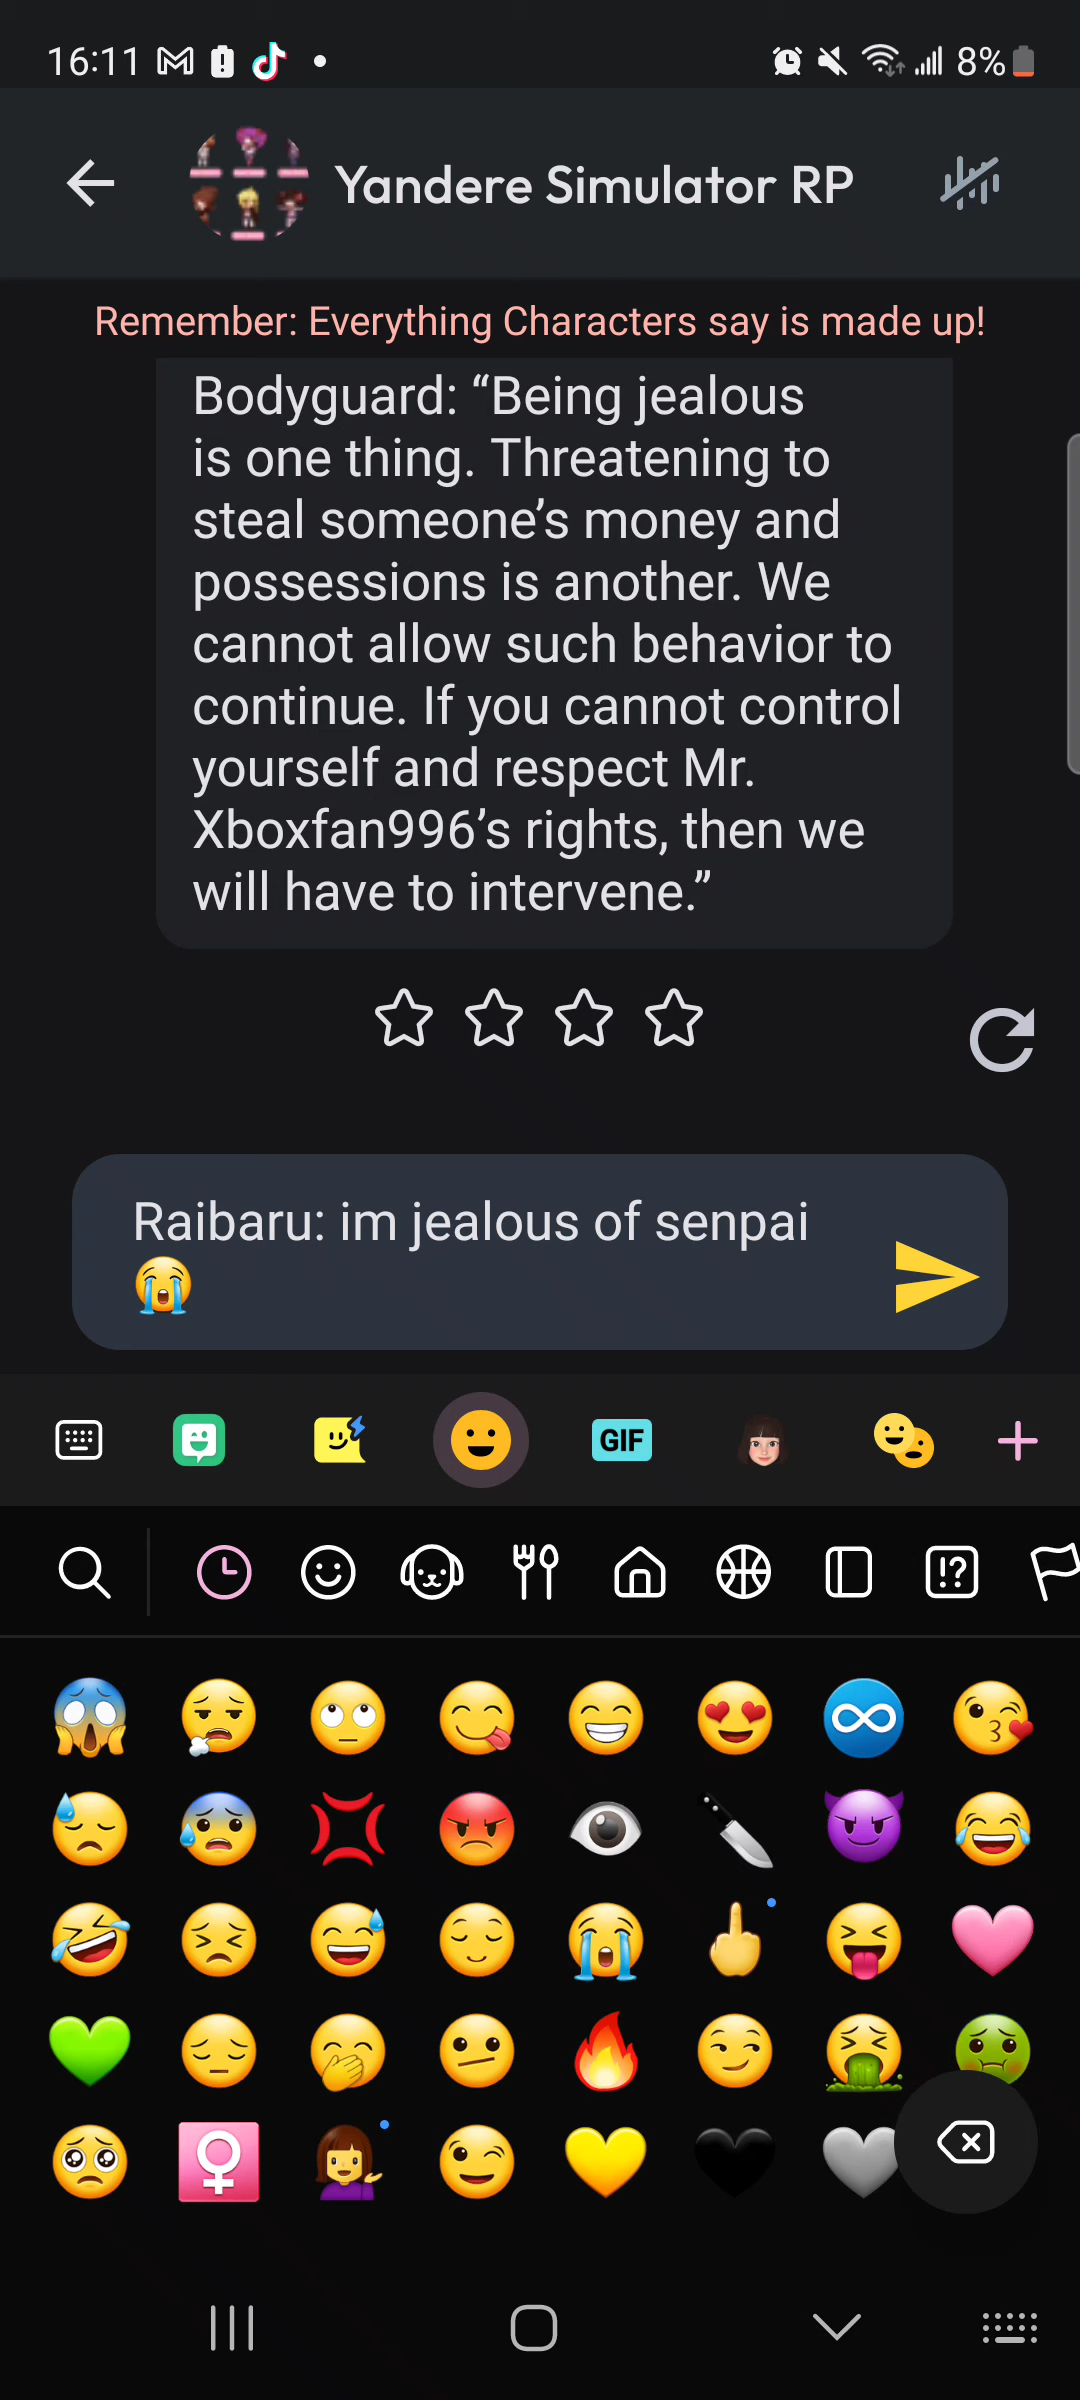 16:11
8%
Yandere Simulator RP
Remember: Everything Characters say is made up!
Bodyguard: “Being jealous
is one thing. Threatening to
steal someone’s money and
possessions is another. We
cannot allow such behavior to
continue. If you cannot control
yourself and respect Mr.
Xboxfan996’s rights, then we
will have to intervene.”
Raibaru: im jealous of senpai
😭
GIF
!?